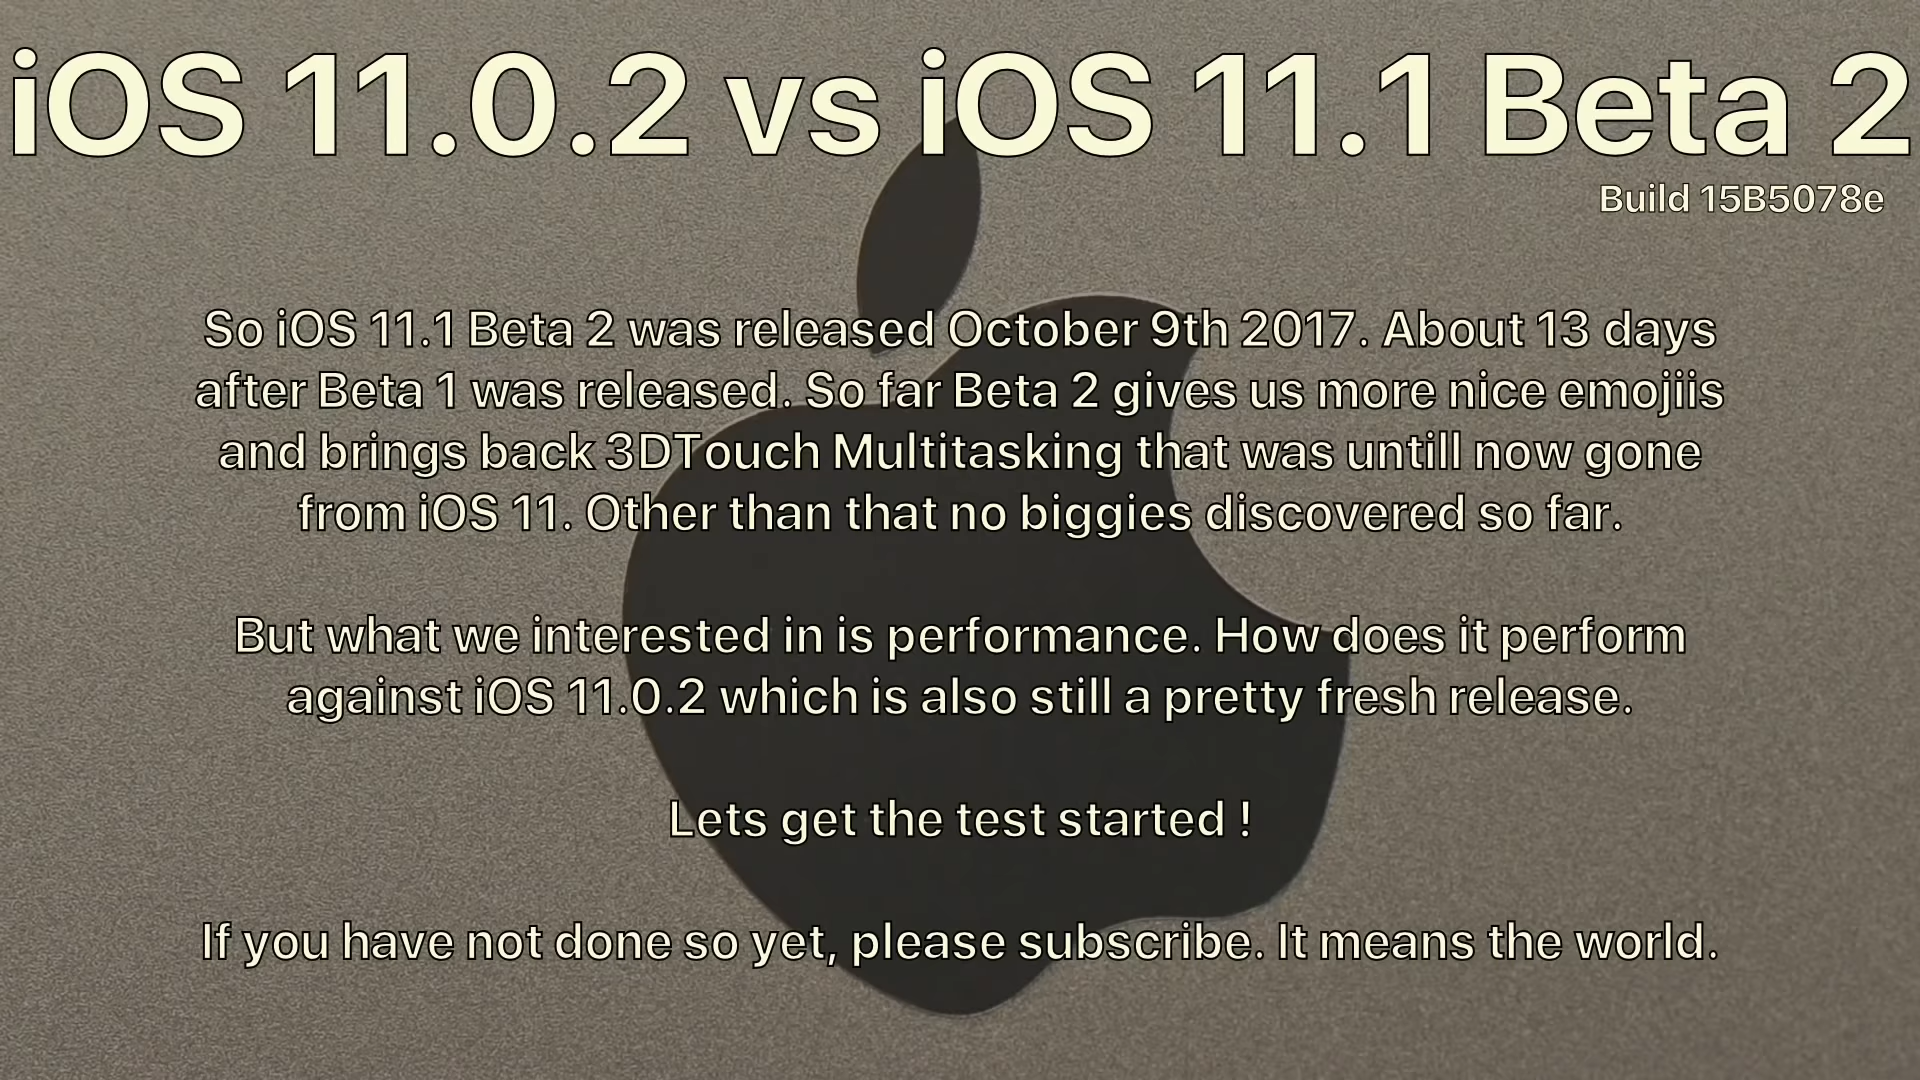 iOS 11.0.2 vs iOS 11.1 Beta 2
Build 15B5078e
So iOS 11.1 Beta 2 was released October 9th 2017. About 13 days
after Beta 1 was released. So far Beta 2 gives us more nice emojiis
and brings back 3DTouch Multitasking that was untill now gone
from iOS 11. Other than that no biggies discovered so far.
But what we interested in is performance. How does it perform
against iOS 11.0.2 which is also still a pretty fresh release.
Lets get the test started !
If you have not done so yet, please subscribe. It means the world.